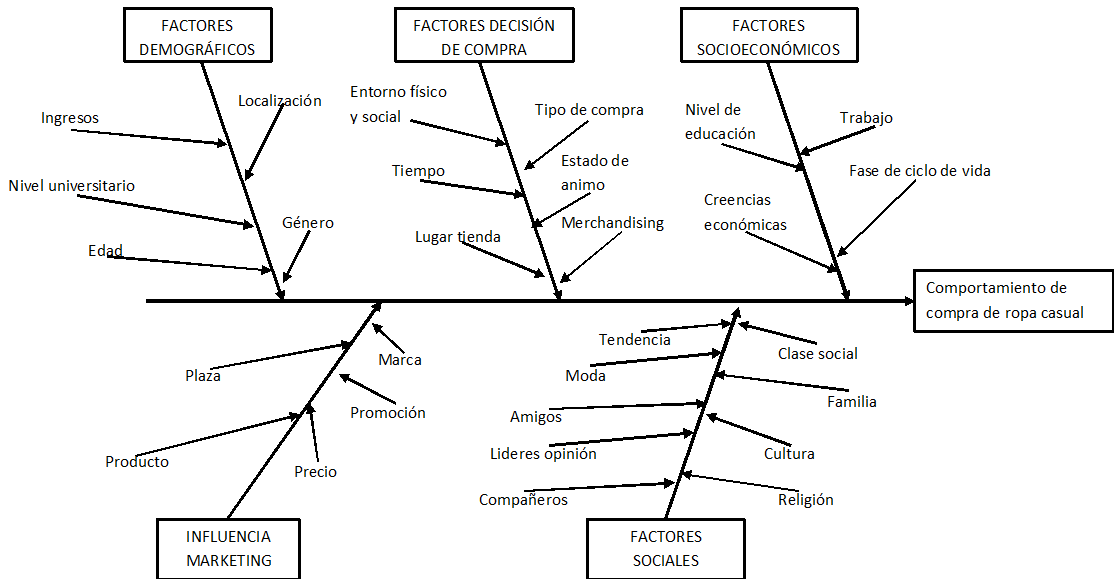 FACTORES
DEMOGRÁFICOS
FACTORES DECISIÓN
DE COMPRA
FACTORES
SOCIOECONÓMICOS
Localización
Ingresos
Nivel universitario
Género
Edad
Entorno físico
y social
Tipo de compra
Tiempo
Estado de
animo
Lugar tienda
Merchandising
Nivel de
educación
Trabajo
Fase de ciclo de vida
Creencias
económicas
Comportamiento de
compra de ropa casual
Marca
Plaza
Promoción
Producto
Precio
Tendencia
Clase social
Moda
Familia
Amigos
Lideres opinión
Cultura
Compañeros
Religión
INFLUENCIA
MARKETING
FACTORES
SOCIALES